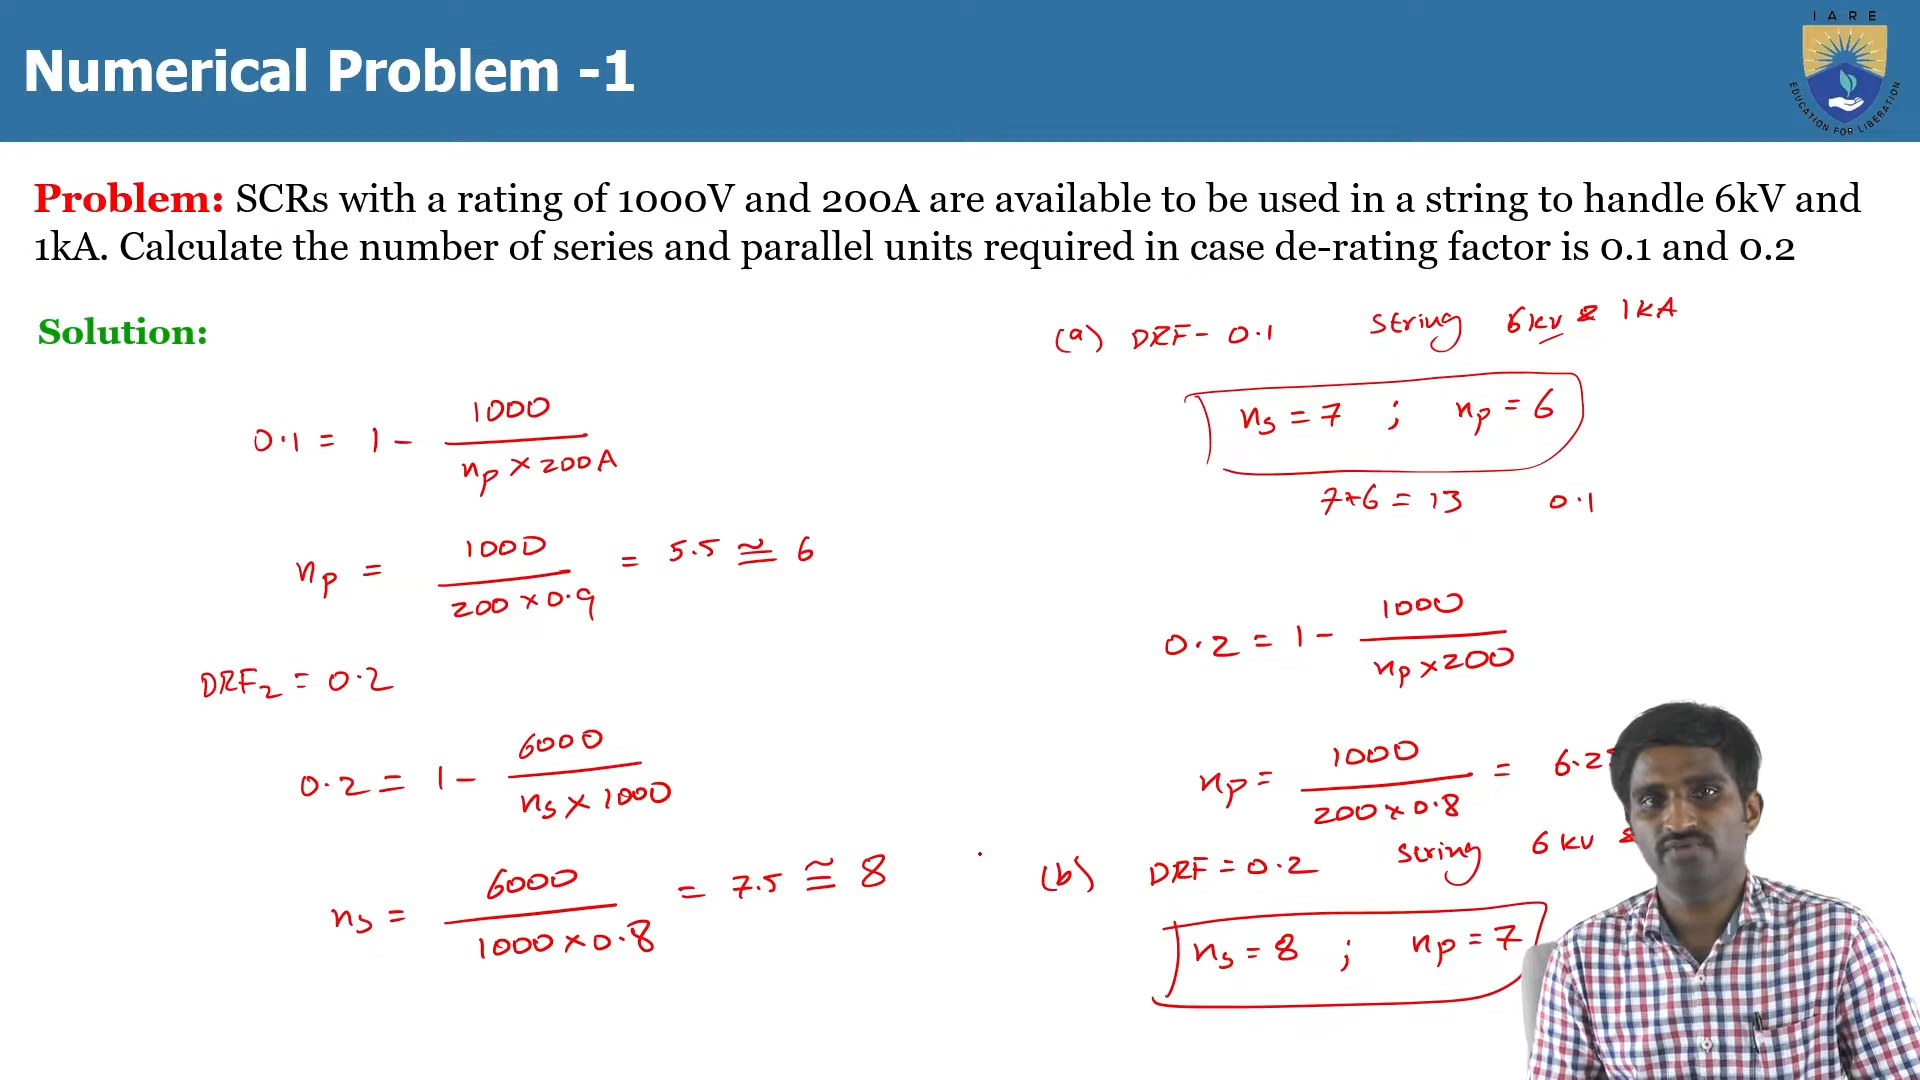 Numerical Problem -1
IARE
EDUCATION FOR LIBERATION
Problem: SCRs with a rating of 1000V and 200A are available to be used in a string to handle 6kV and
1kA. Calculate the number of series and parallel units required in case de-rating factor is 0.1 and 0.2
Solution:
0.1 = 1 - 1000 / np × 200A
np = 1000 / 200 × 0.9 = 5.5 ≅ 6
DRF2 = 0.2
0.2 = 1 - 6000 / ns × 1000
ns = 6000 / 1000 × 0.8 = 7.5 ≅ 8
(a) DRF - 0.1 string 6kv & 1kA
ns = 7 ; np = 6
7+6 = 13 0.1
0.2 = 1 - 1000 / np × 200
np = 1000 / 200 × 0.8 = 6.2
(b) DRF = 0.2 string 6kv &
ns = 8 ; np = 7